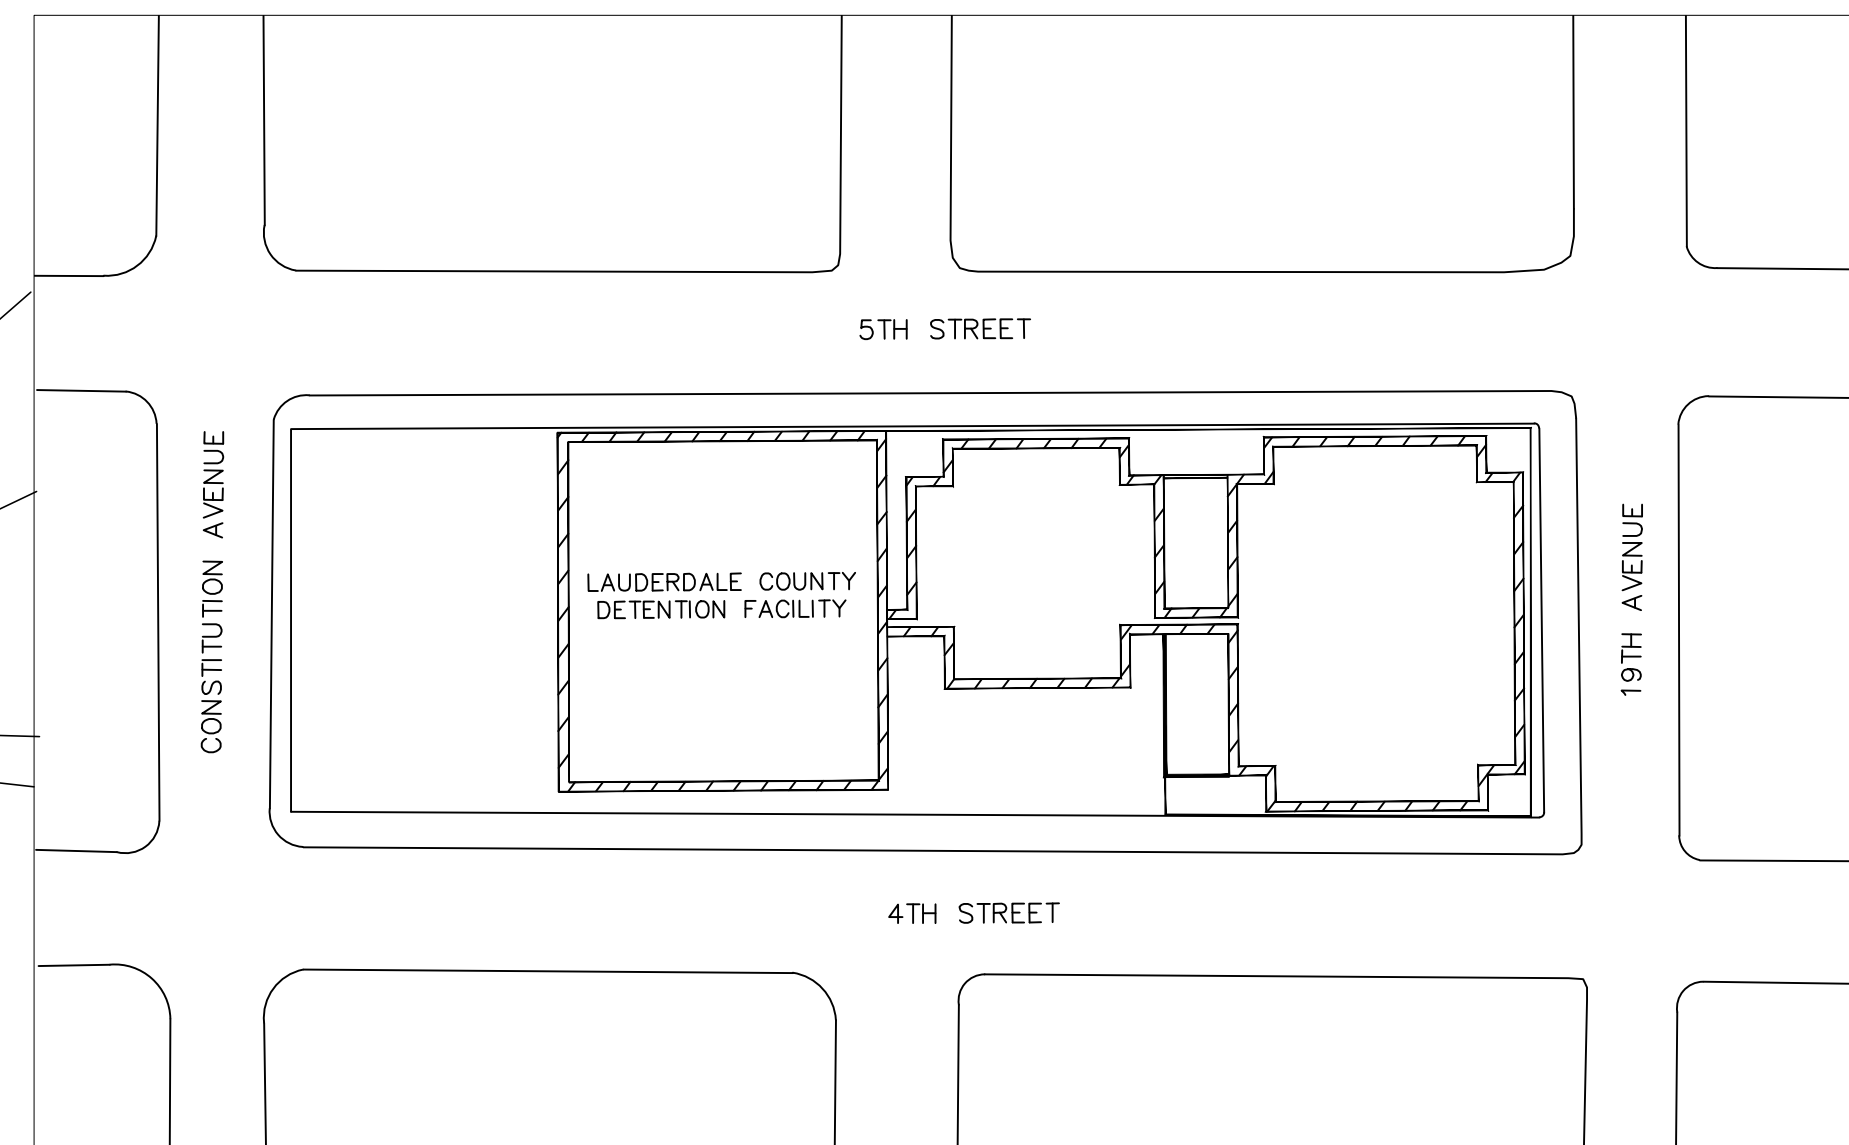 5TH STREET
CONSTITUTION AVENUE
LAUDERDALE COUNTY
DETENTION FACILITY
19TH AVENUE
4TH STREET